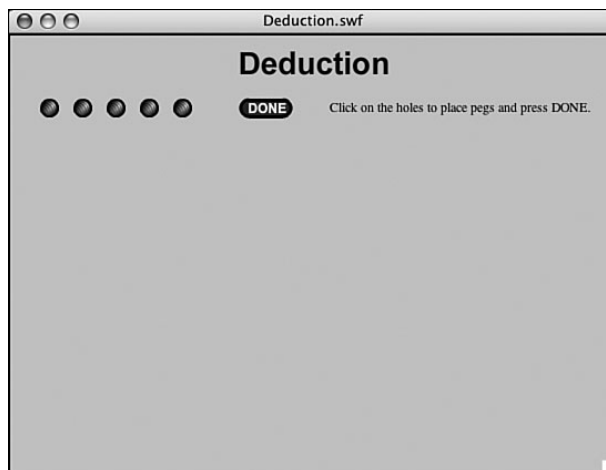 Deduction.swf
Deduction
DONE Click on the holes to place pegs and press DONE.